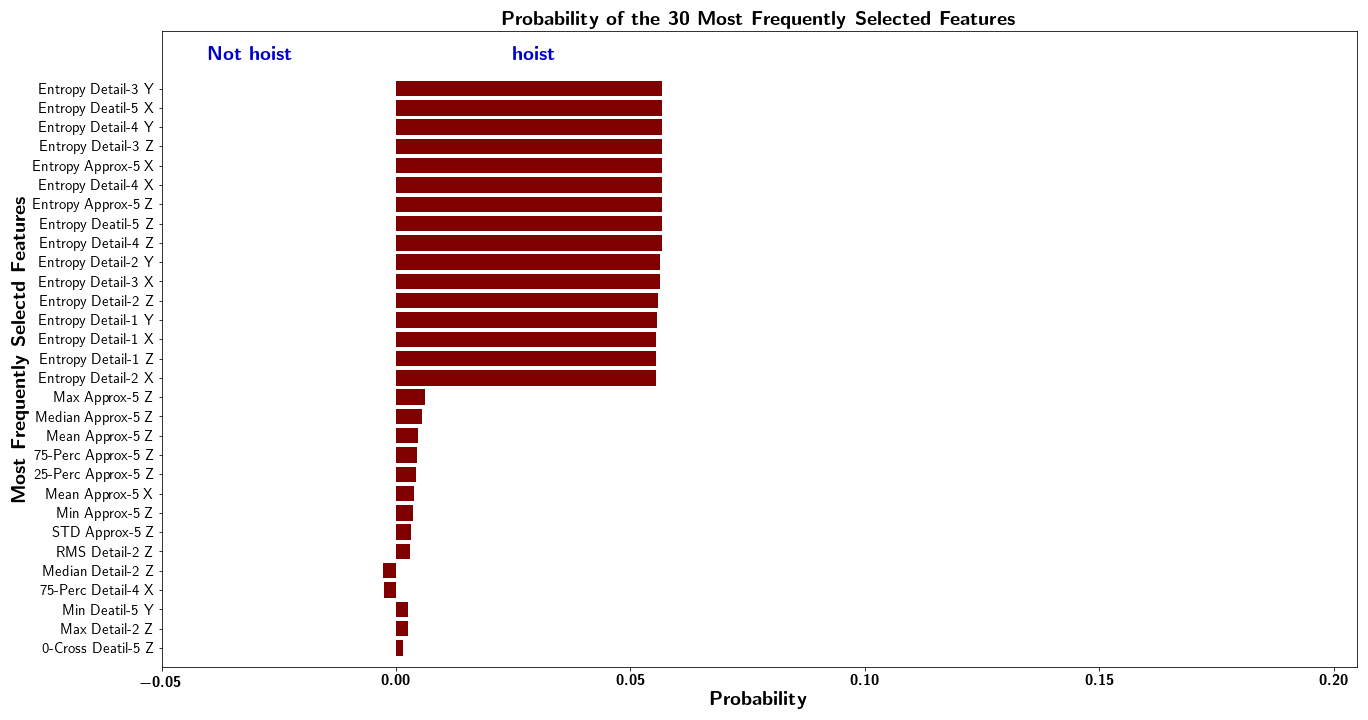 Probability of the 30 Most Frequently Selected Features
Not hoist hoist
Most Frequently Selectd Features
Entropy Detail-3 Y
Entropy Deatil-5 X
Entropy Detail-4 Y
Entropy Detail-3 Z
Entropy Approx-5 X
Entropy Detail-4 X
Entropy Approx-5 Z
Entropy Deatil-5 Z
Entropy Detail-4 Z
Entropy Detail-2 Y
Entropy Detail-3 X
Entropy Detail-2 Z
Entropy Detail-1 Y
Entropy Detail-1 X
Entropy Detail-1 Z
Entropy Detail-2 X
Max Approx-5 Z
Median Approx-5 Z
Mean Approx-5 Z
75-Perc Approx-5 Z
25-Perc Approx-5 Z
Mean Approx-5 X
Min Approx-5 Z
STD Approx-5 Z
RMS Detail-2 Z
Median Detail-2 Z
75-Perc Detail-4 X
Min Deatil-5 Y
Max Detail-2 Z
0-Cross Deatil-5 Z
−0.05 0.00 0.05 0.10 0.15 0.20
Probability